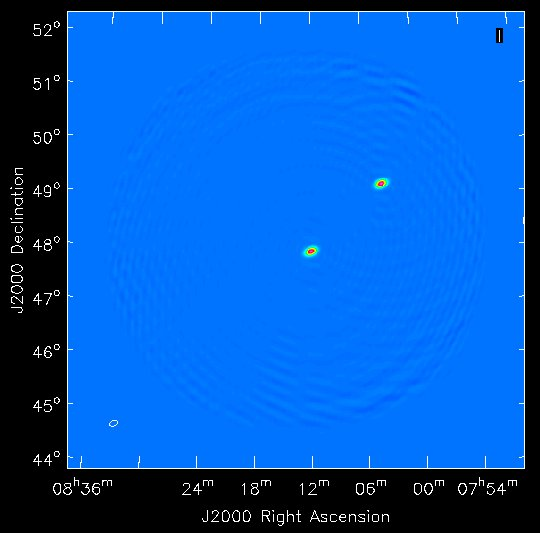 I
52°
51°
50°
49°
48°
47°
46°
45°
44°
J2000 Declination
08ʰ36ᵐ 24ᵐ 18ᵐ 12ᵐ 06ᵐ 00ᵐ 07ʰ54ᵐ
J2000 Right Ascension